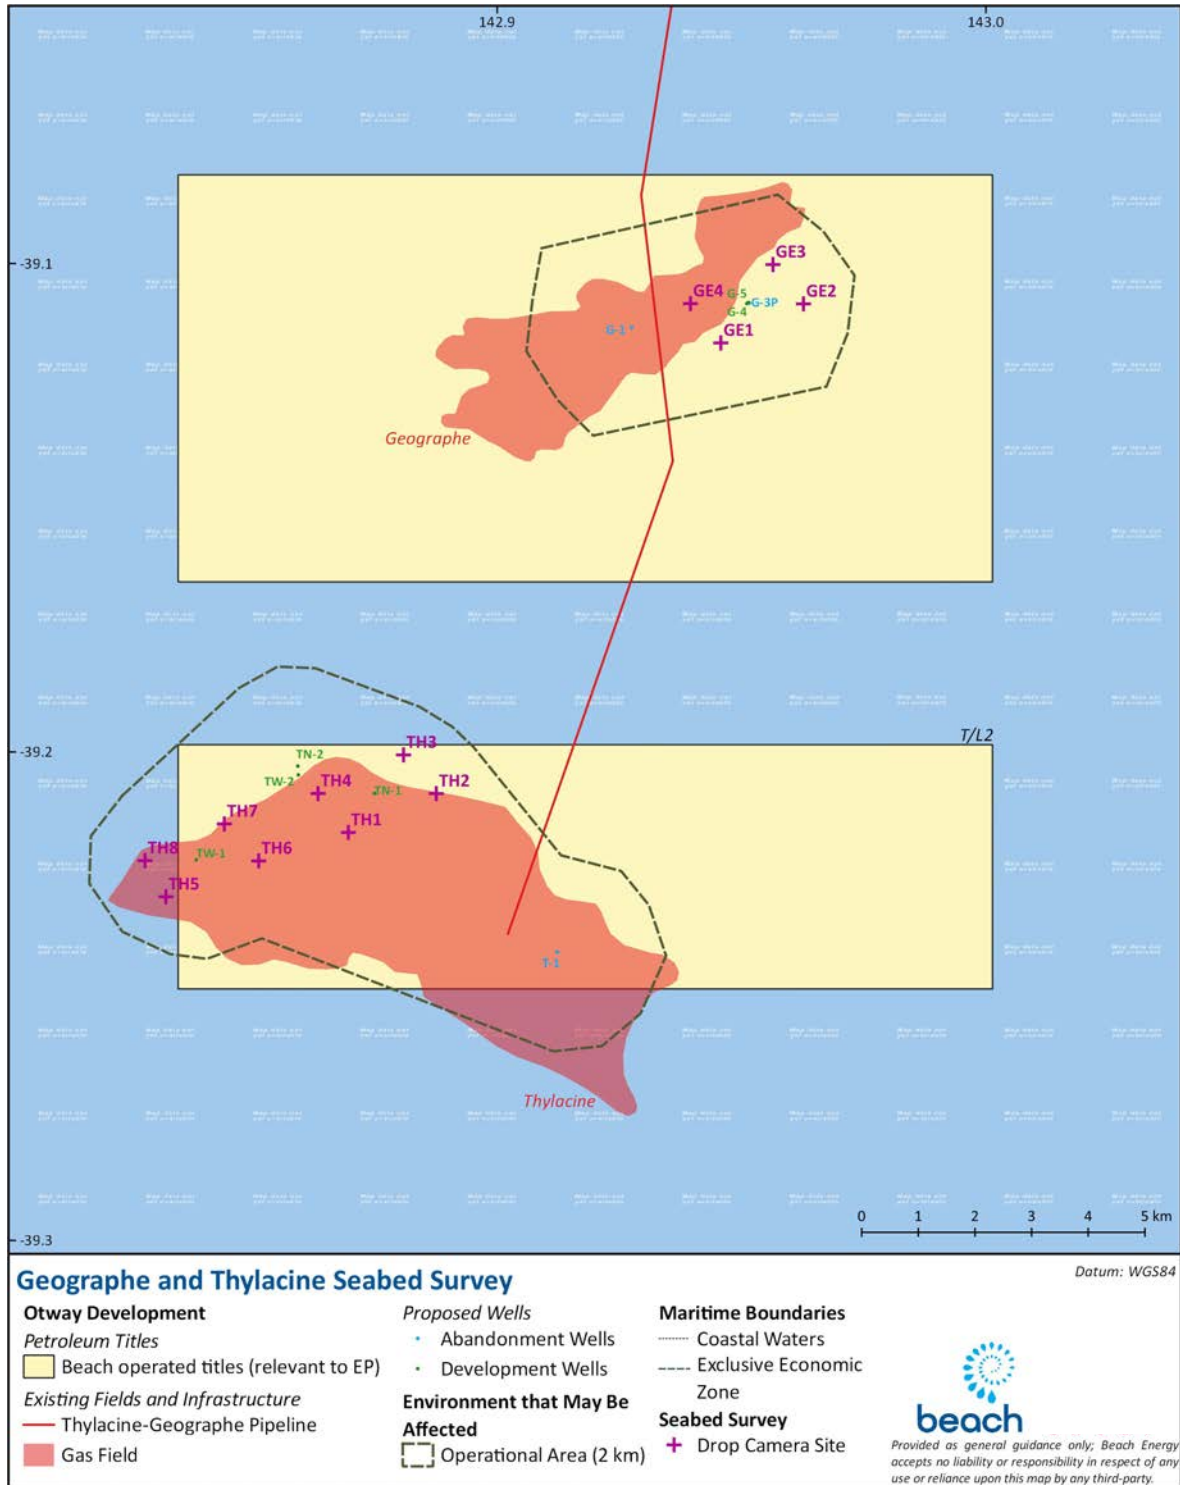 142.9
143.0
-39.1
GE3
GE4
G-5
G-3P
GE2
G-4
G-1
GE1
Geographe
-39.2
T/L2
TN-2
TH3
TW-2
TH4
TN-1
TH2
TH7
TH1
TH8
TW-1
TH6
TH5
T-1
Thylacine
Map data not
yet available
0 1 2 3 4 5 km
-39.3
Geographe and Thylacine Seabed Survey
Datum: WGS84
Otway Development
Petroleum Titles
Beach operated titles (relevant to EP)
Existing Fields and Infrastructure
Thylacine-Geographe Pipeline
Gas Field
Proposed Wells
Abandonment Wells
Development Wells
Environment that May Be
Affected
Operational Area (2 km)
Maritime Boundaries
Coastal Waters
Exclusive Economic
Zone
Seabed Survey
Drop Camera Site
beach
Provided as general guidance only; Beach Energy
accepts no liability or responsibility in respect of any
use or reliance upon this map by any third-party.